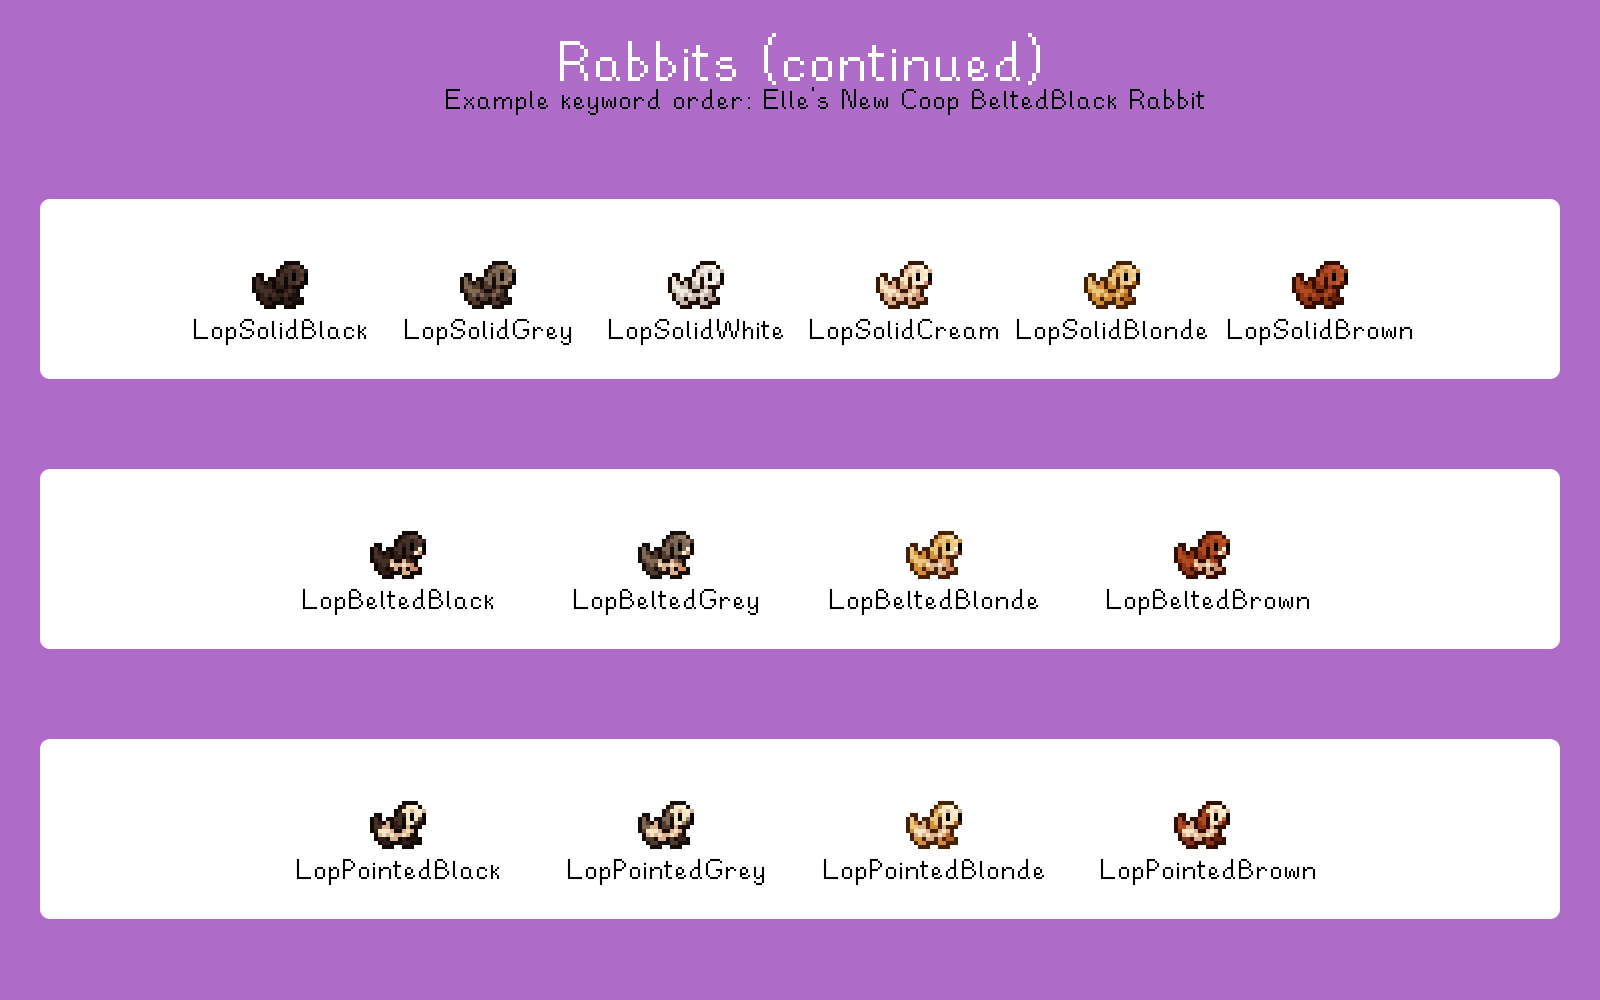 Rabbits (continued)
Example keyword order: Elle's New Coop BeltedBlack Rabbit
LopSolidBlack LopSolidGrey LopSolidWhite LopSolidCream LopSolidBlonde LopSolidBrown
LopBeltedBlack LopBeltedGrey LopBeltedBlonde LopBeltedBrown
LopPointedBlack LopPointedGrey LopPointedBlonde LopPointedBrown